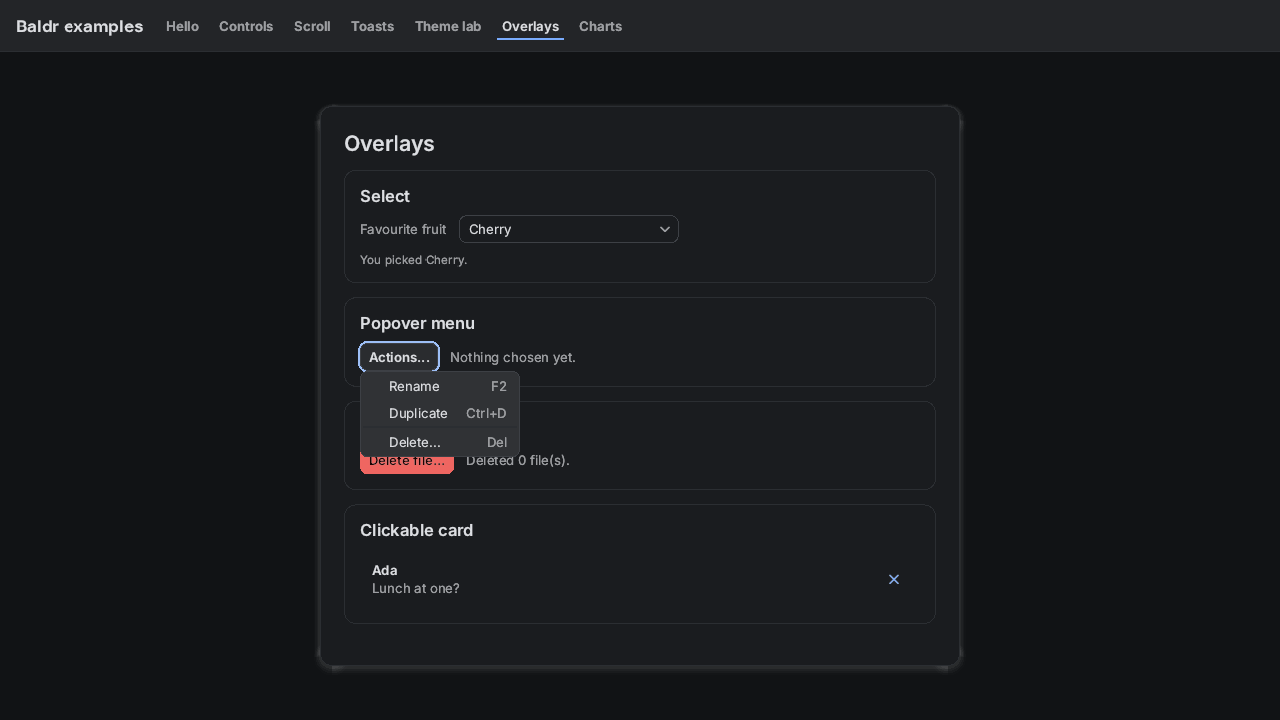 Baldr examples Hello Controls Scroll Toasts Theme lab Overlays Charts
Overlays
Select
Favourite fruit Cherry
You picked Cherry.
Popover menu
Actions... Nothing chosen yet.
Rename F2
Duplicate Ctrl+D
Delete... Del
Delete file... Deleted 0 file(s).
Clickable card
Ada
Lunch at one?